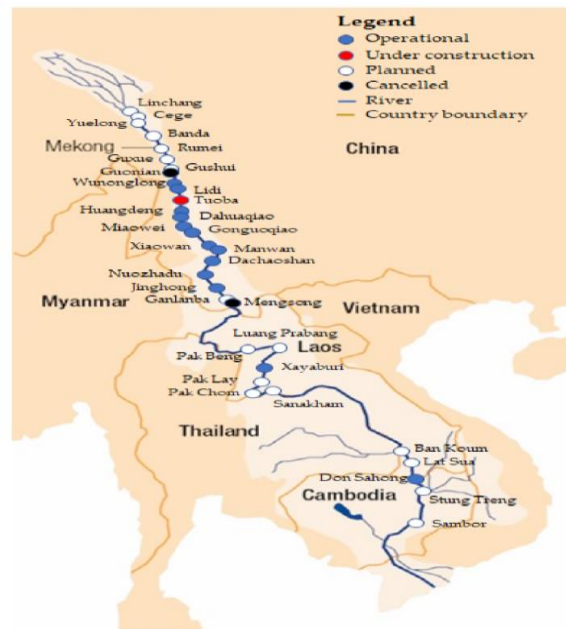 Legend
Operational
Under construction
Planned
Cancelled
River
Country boundary
Linchang
Cege
Yuelong
Banda
Mekong
Rumei
Guxue
Gushui
Guonian
Wunonglong
Lidi
Tuoba
Huangdeng
Dahuaqiao
Miaowei
Gonguoqiao
Xiaowan
Manwan
Dachaoshan
Nuozhadu
Jinghong
Ganlanba
Mengsong
China
Myanmar
Vietnam
Luang Prabang
Laos
Pak Beng
Xayaburi
Pak Lay
Pak Chom
Sanakham
Thailand
Ban Koum
Lat Sua
Don Sahong
Cambodia
Stung Treng
Sambor